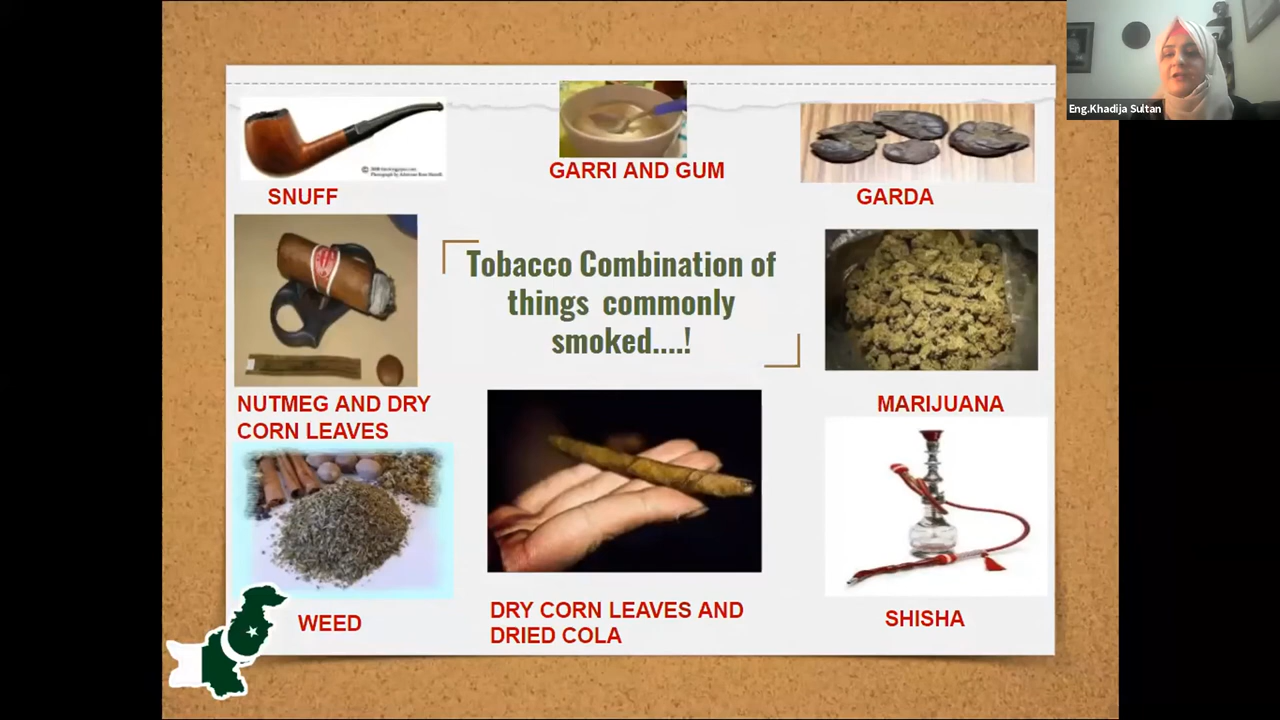 Eng.Khadija Sultan
SNUFF
GARRI AND GUM
GARDA
Tobacco Combination of
things commonly
smoked....!
NUTMEG AND DRY
CORN LEAVES
MARIJUANA
WEED
DRY CORN LEAVES AND
DRIED COLA
SHISHA